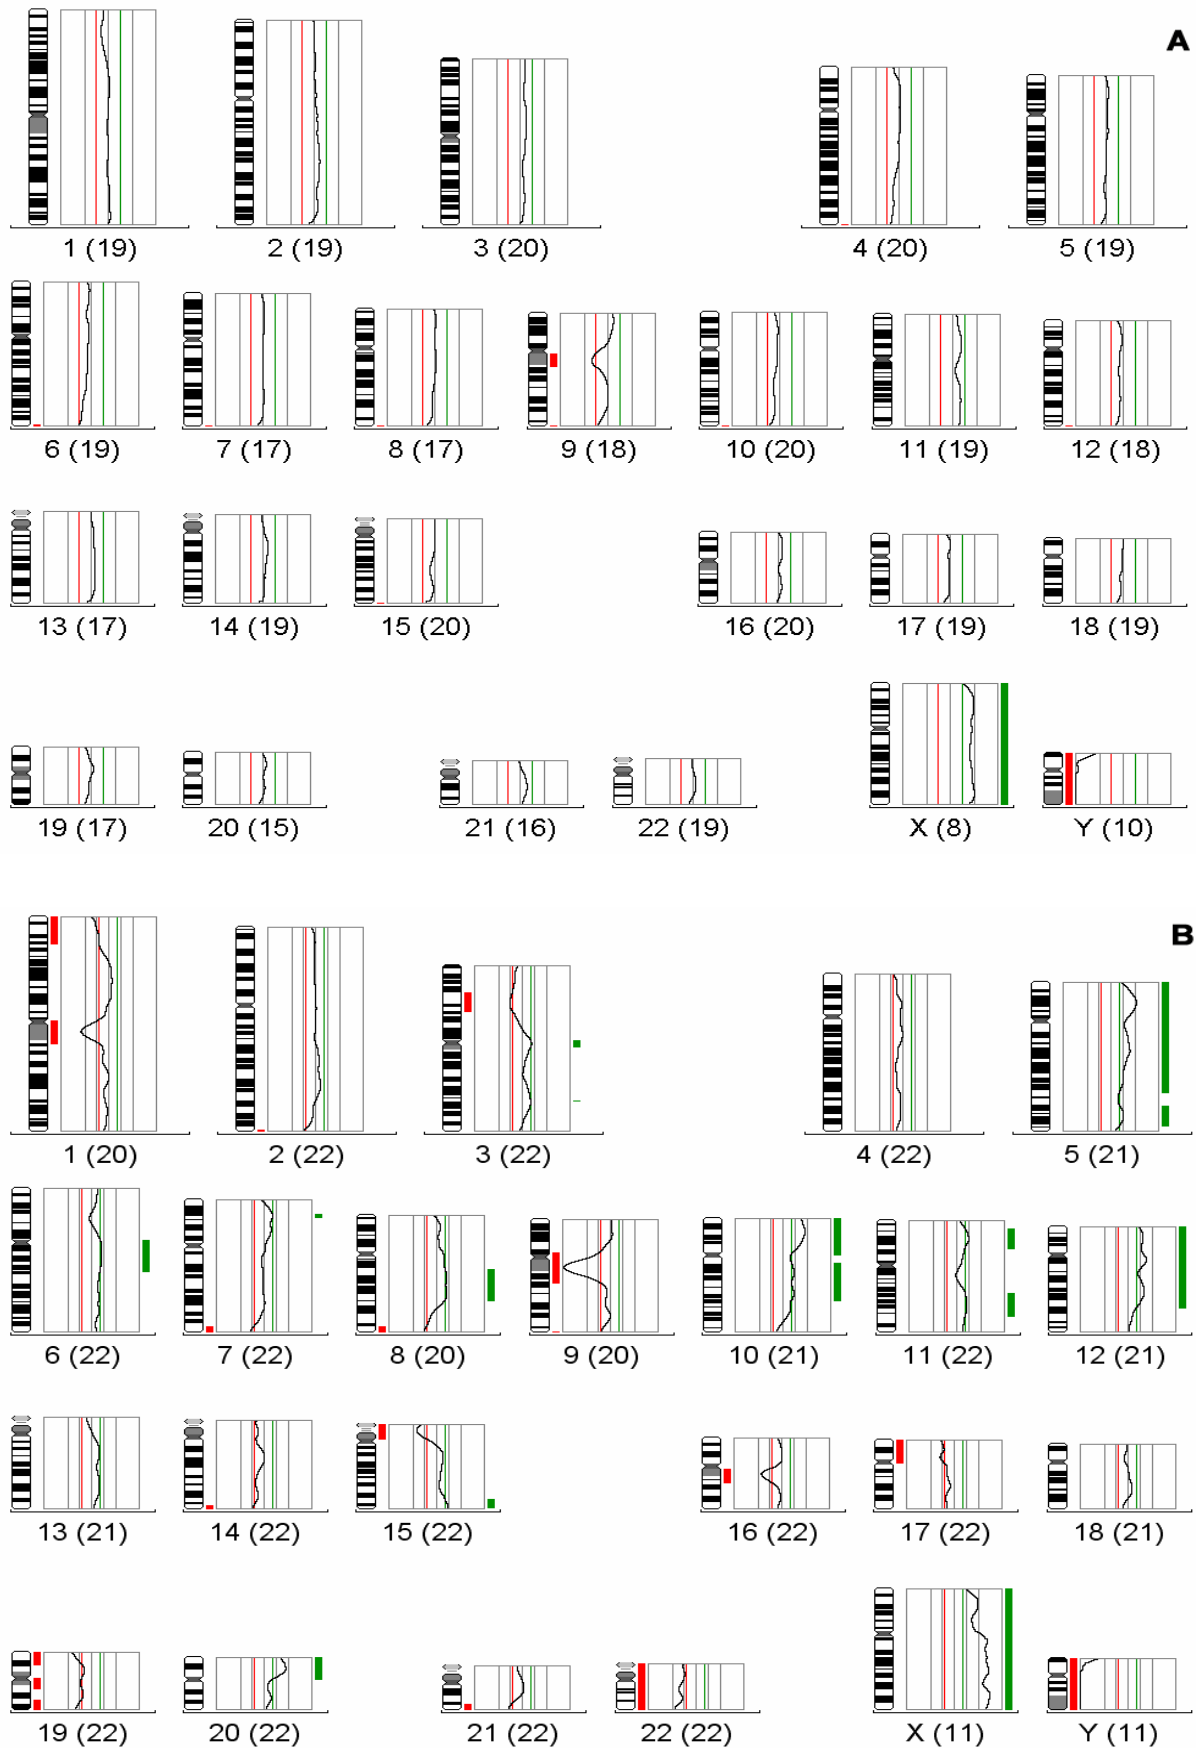 A
1 (19) 2 (19) 3 (20) 4 (20) 5 (19)
6 (19) 7 (17) 8 (17) 9 (18) 10 (20) 11 (19) 12 (18)
13 (17) 14 (19) 15 (20) 16 (20) 17 (19) 18 (19)
19 (17) 20 (15) 21 (16) 22 (19) X (8) Y (10)
B
1 (20) 2 (22) 3 (22) 4 (22) 5 (21)
6 (22) 7 (22) 8 (20) 9 (20) 10 (21) 11 (22) 12 (21)
13 (21) 14 (22) 15 (22) 16 (22) 17 (22) 18 (21)
19 (22) 20 (22) 21 (22) 22 (22) X (11) Y (11)